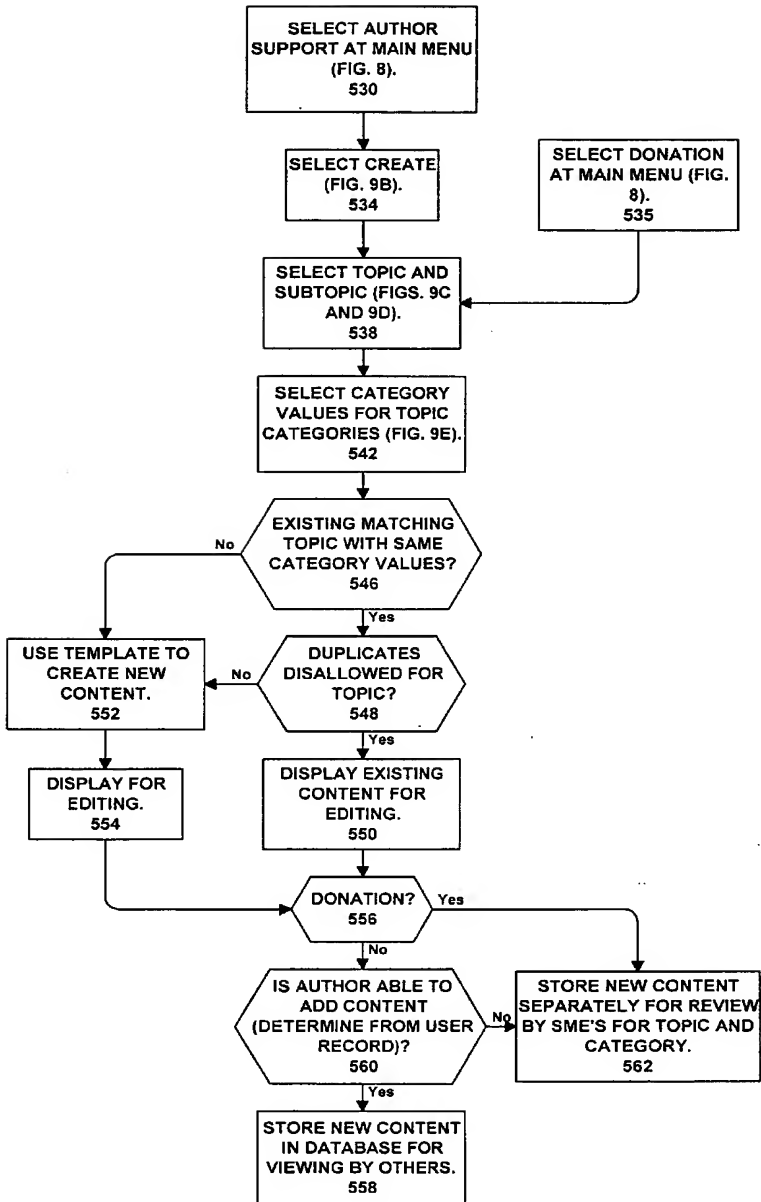 SELECT AUTHOR
SUPPORT AT MAIN MENU
(FIG. 8).
530
SELECT CREATE
(FIG. 9B).
534
SELECT DONATION
AT MAIN MENU (FIG.
8).
535
SELECT TOPIC AND
SUBTOPIC (FIGS. 9C
AND 9D).
538
SELECT CATEGORY
VALUES FOR TOPIC
CATEGORIES (FIG. 9E).
542
EXISTING MATCHING
TOPIC WITH SAME
CATEGORY VALUES?
546
No
Yes
USE TEMPLATE TO
CREATE NEW
CONTENT.
552
No
DUPLICATES
DISALLOWED FOR
TOPIC?
548
Yes
DISPLAY FOR
EDITING.
554
DISPLAY EXISTING
CONTENT FOR
EDITING.
550
DONATION?
556
Yes
No
IS AUTHOR ABLE TO
ADD CONTENT
(DETERMINE FROM USER
RECORD)?
560
No
Yes
STORE NEW CONTENT
SEPARATELY FOR REVIEW
BY SME'S FOR TOPIC AND
CATEGORY.
562
STORE NEW CONTENT
IN DATABASE FOR
VIEWING BY OTHERS.
558